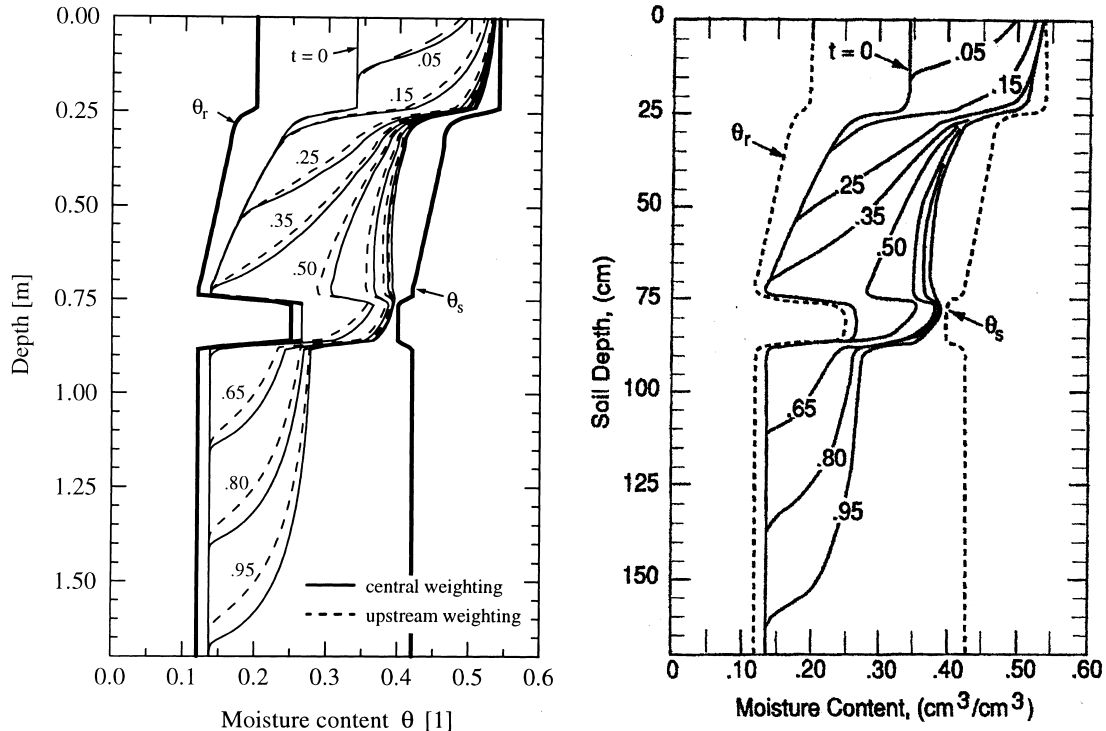 0.00
0.25
0.50
0.75
1.00
1.25
1.50
Depth [m]
0.0 0.1 0.2 0.3 0.4 0.5 0.6
Moisture content θ [1]
t = 0
.05
.15
θr
.25
.35
.50
θs
.65
.80
.95
central weighting
upstream weighting
0
25
50
75
100
125
150
Soil Depth, (cm)
0 .10 .20 .30 .40 .50 .60
Moisture Content, (cm³/cm³)
t = 0
.05
.15
θr
.25
.35
.50
θs
.65
.80
.95